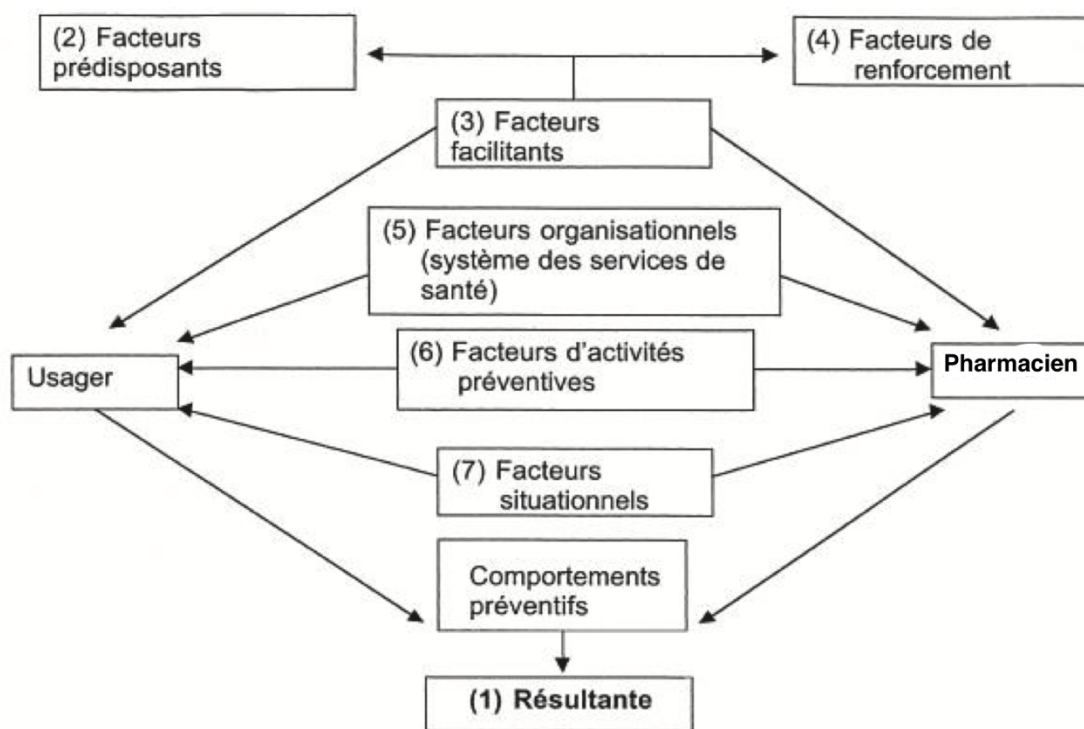 (2) Facteurs
prédisposants
(4) Facteurs de
renforcement
(3) Facteurs
facilitants
(5) Facteurs organisationnels
(système des services de
santé)
(6) Facteurs d'activités
préventives
Usager
Pharmacien
(7) Facteurs
situationnels
Comportements
préventifs
(1) Résultante